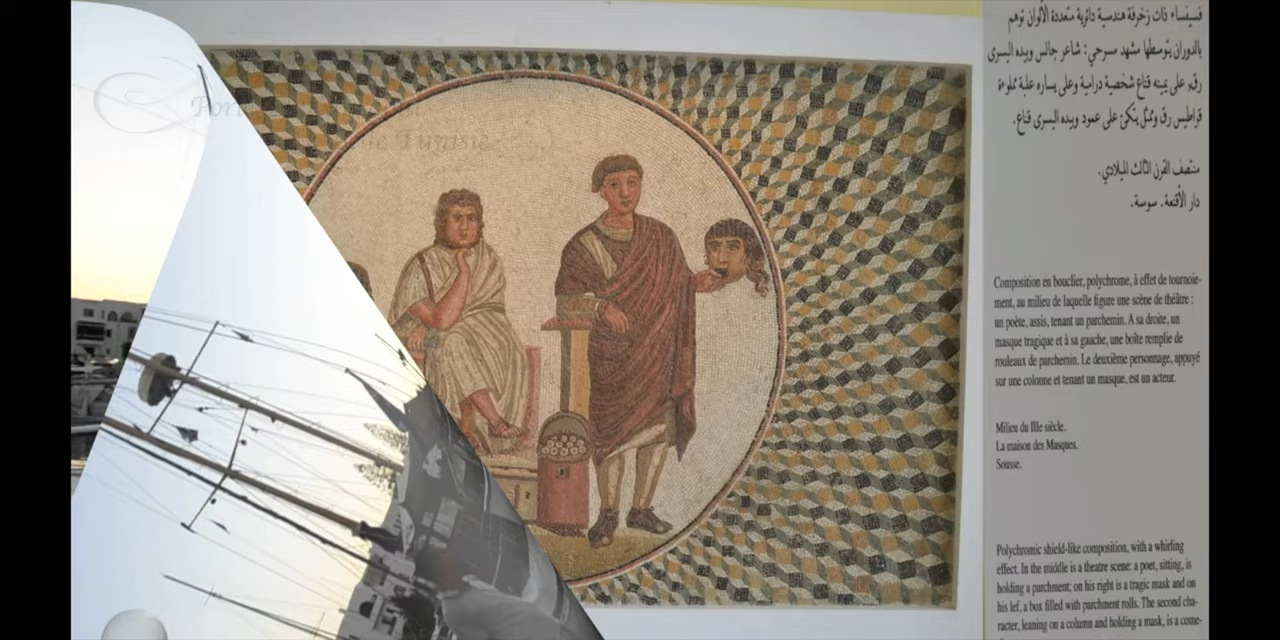 Port
de Tunisie
فسيفساء ذات زخرفة هندسية دائرية متعددة الألوان توهم
بالدوران يتوسطها مشهد مسرحي: شاعر جالس وبيده اليسرى
رق، على يمينه قناع شخصية درامية وعلى يساره علبة مملوءة
قراطيس رق وممثل يتكئ على عمود وبيده اليسرى قناع.
منتصف القرن الثالث الميلادي.
دار الأقنعة. سوسة.
Composition en bouclier, polychrome, à effet de tournoie-
ment, au milieu de laquelle figure une scène de théâtre :
un poète, assis, tenant un parchemin. A sa droite, un
masque tragique et à sa gauche, une boîte remplie de
rouleaux de parchemin. Le deuxième personnage, appuyé
sur une colonne et tenant un masque, est un acteur.
Milieu du IIIe siècle.
La maison des Masques.
Sousse.
Polychromic shield-like composition, with a whirling
effect. In the middle is a theatre scene: a poet, sitting, is
holding a parchment; on his right is a tragic mask and on
his lef, a box filled with parchment rolls. The second cha-
racter, leaning on a column and holding a mask, is a come-